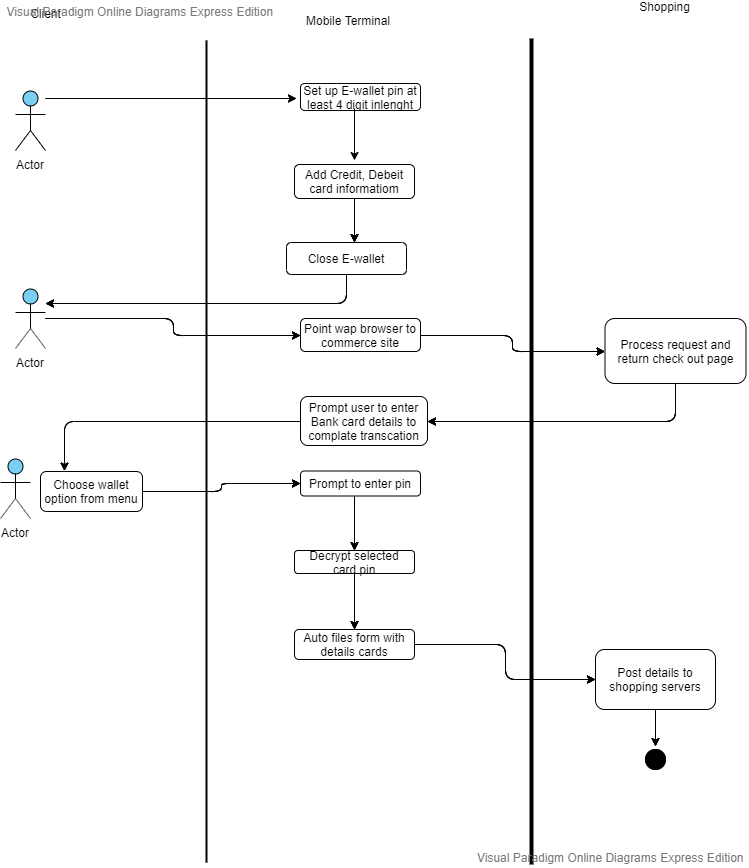 Visual Paradigm Online Diagrams Express Edition
Client
Mobile Terminal
Shopping
Set up E-wallet pin at
least 4 digit inlenght
Actor
Add Credit, Debeit
card informatiom
Close E-wallet
Actor
Point wap browser to
commerce site
Process request and
return check out page
Prompt user to enter
Bank card details to
complate transcation
Actor
Choose wallet
option from menu
Prompt to enter pin
Decrypt selected
card pin
Auto files form with
details cards
Post details to
shopping servers
Visual Paradigm Online Diagrams Express Edition